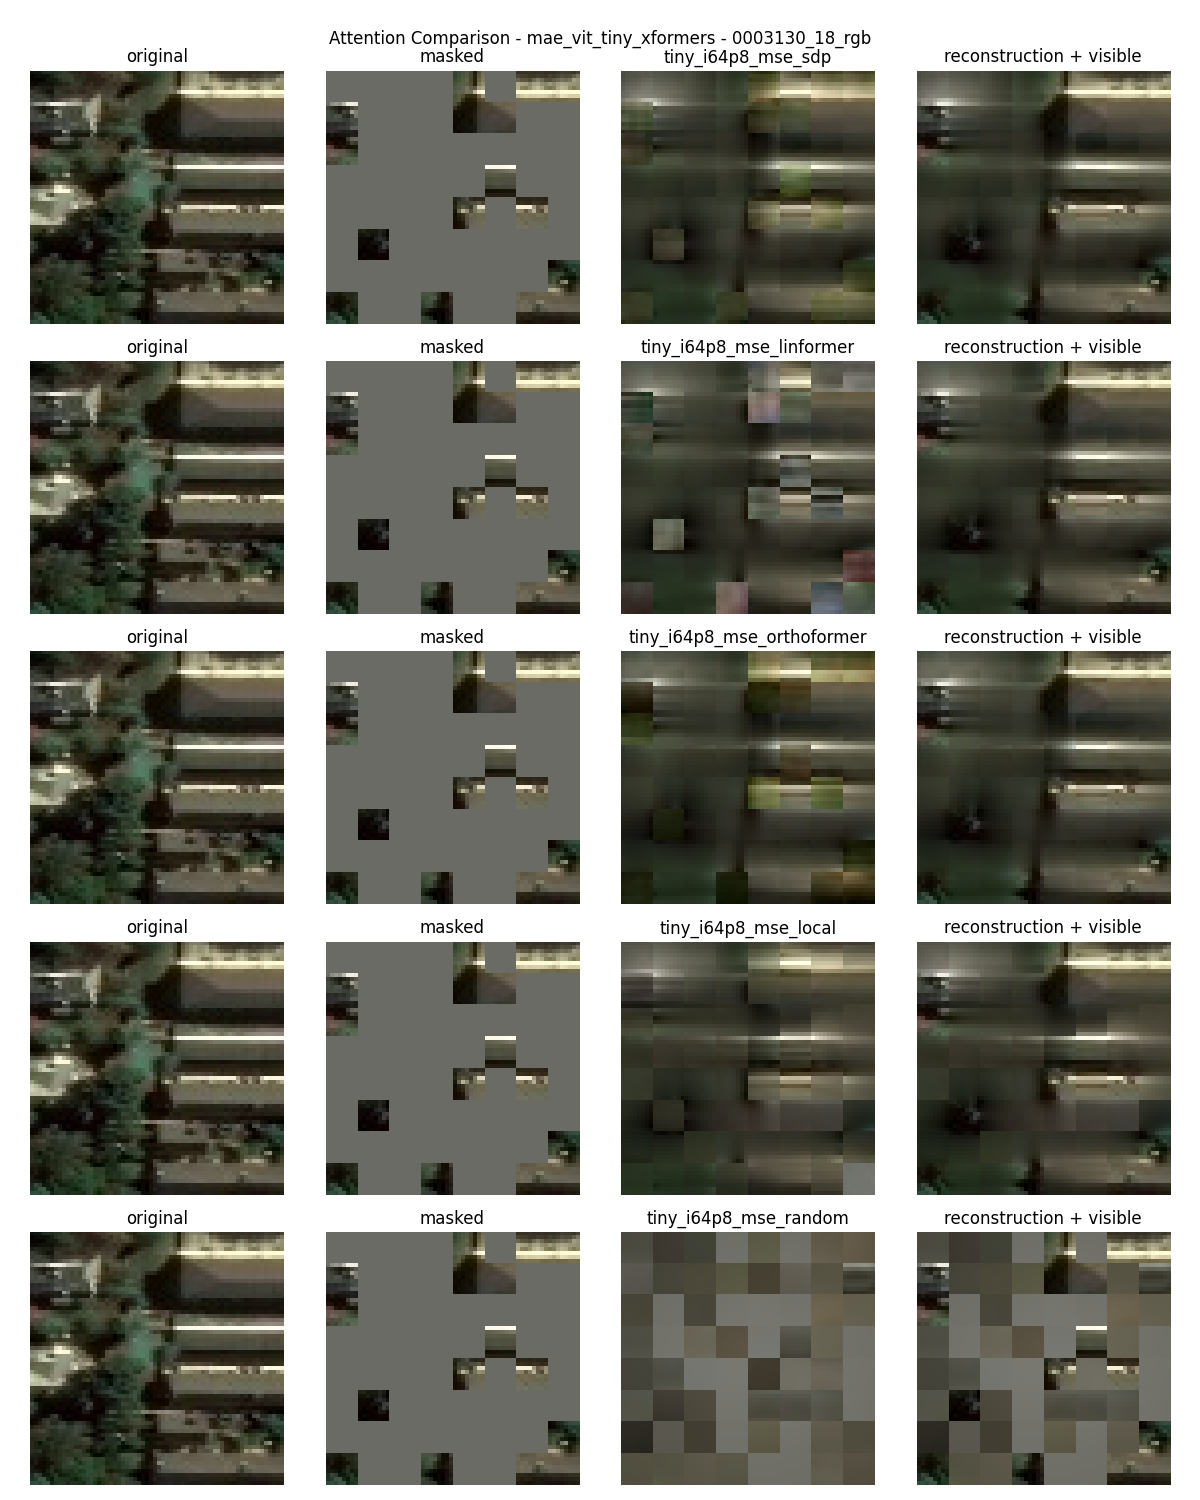 Attention Comparison - mae_vit_tiny_xformers - 0003130_18_rgb
original masked tiny_i64p8_mse_sdp reconstruction + visible
original masked tiny_i64p8_mse_linformer reconstruction + visible
original masked tiny_i64p8_mse_orthoformer reconstruction + visible
original masked tiny_i64p8_mse_local reconstruction + visible
original masked tiny_i64p8_mse_random reconstruction + visible